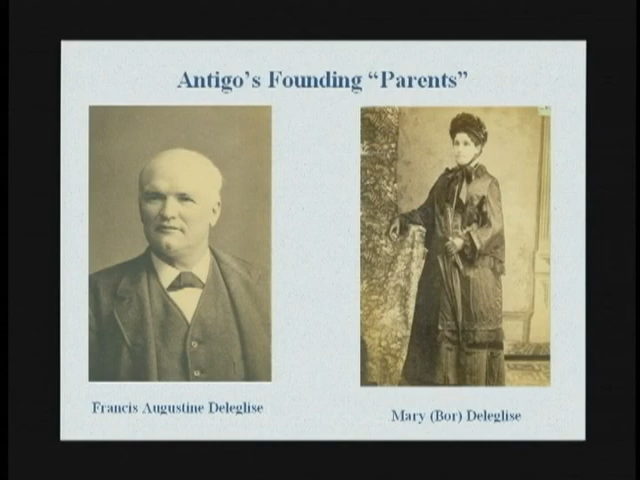 Antigo's Founding “Parents”
Francis Augustine Deleglise
Mary (Bor) Deleglise